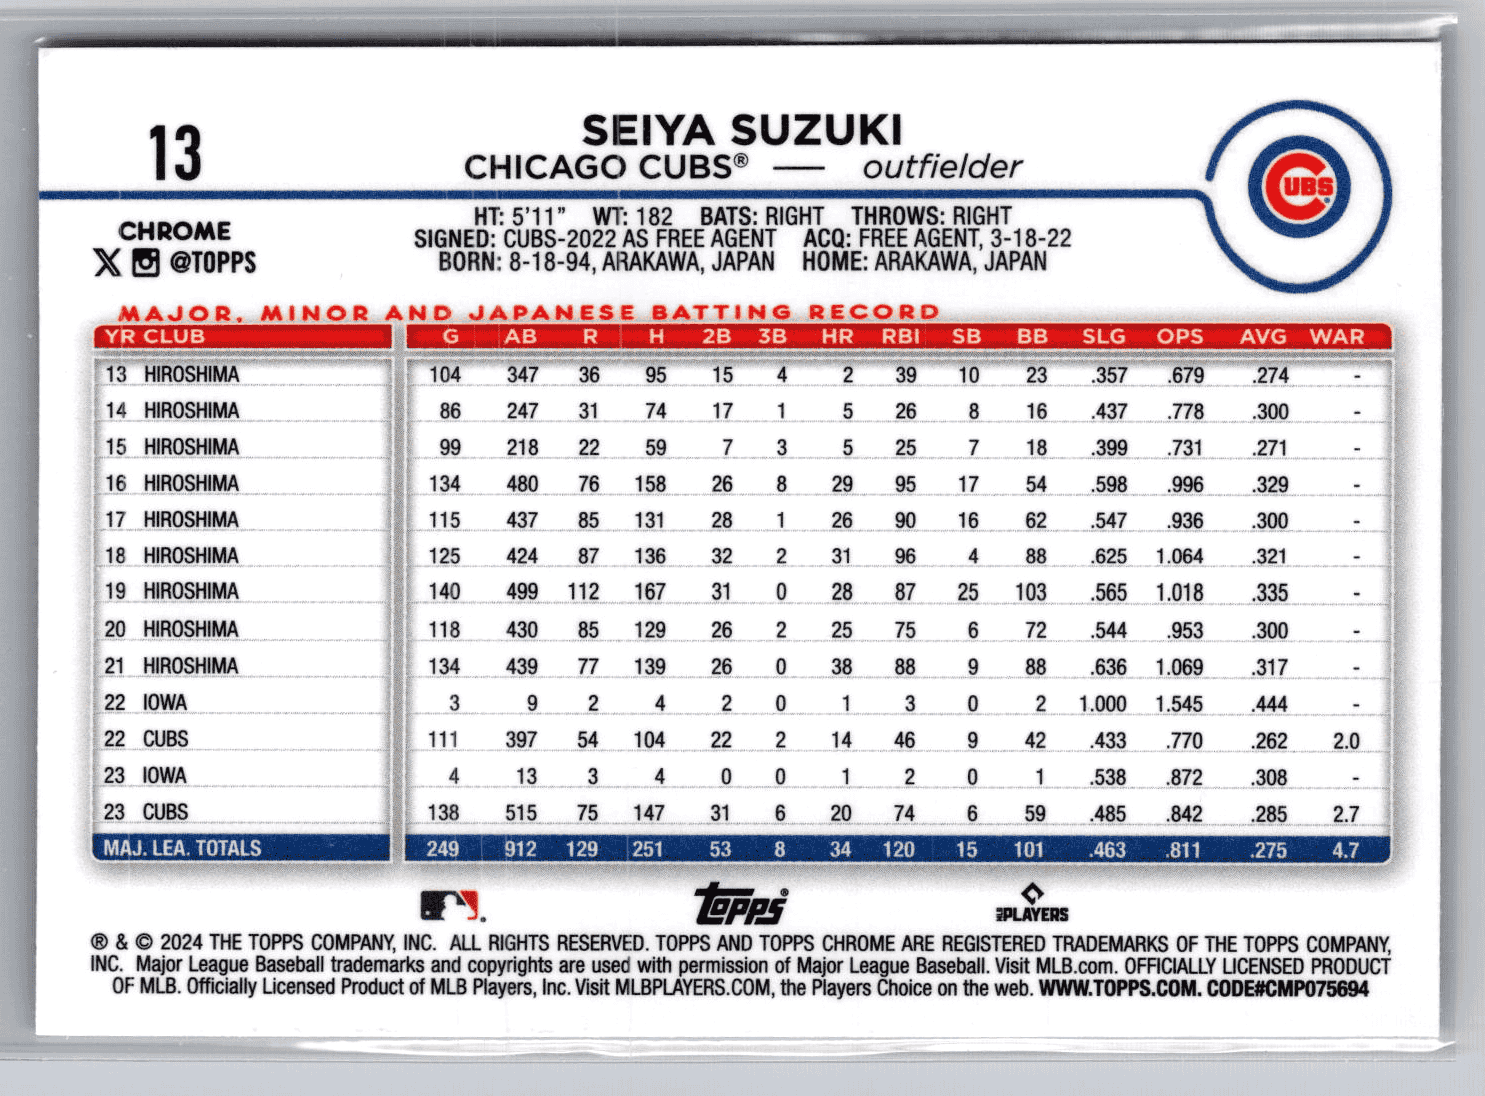 13
SEIYA SUZUKI
CHICAGO CUBS® — outfielder
CUBS®
CHROME
X @TOPPS
HT: 5'11" WT: 182 BATS: RIGHT THROWS: RIGHT
SIGNED: CUBS-2022 AS FREE AGENT ACQ: FREE AGENT, 3-18-22
BORN: 8-18-94, ARAKAWA, JAPAN HOME: ARAKAWA, JAPAN
MAJOR, MINOR AND JAPANESE BATTING RECORD
YR CLUB G AB R H 2B 3B HR RBI SB BB SLG OPS AVG WAR
13 HIROSHIMA 104 347 36 95 15 4 2 39 10 23 .357 .679 .274 -
14 HIROSHIMA 86 247 31 74 17 1 5 26 8 16 .437 .778 .300 -
15 HIROSHIMA 99 218 22 59 7 3 5 25 7 18 .399 .731 .271 -
16 HIROSHIMA 134 480 76 158 26 8 29 95 17 54 .598 .996 .329 -
17 HIROSHIMA 115 437 85 131 28 1 26 90 16 62 .547 .936 .300 -
18 HIROSHIMA 125 424 87 136 32 2 31 96 4 88 .625 1.064 .321 -
19 HIROSHIMA 140 499 112 167 31 0 28 87 25 103 .565 1.018 .335 -
20 HIROSHIMA 118 430 85 129 26 2 25 75 6 72 .544 .953 .300 -
21 HIROSHIMA 134 439 77 139 26 0 38 88 9 88 .636 1.069 .317 -
22 IOWA 3 9 2 4 2 0 1 3 0 2 1.000 1.545 .444 -
22 CUBS 111 397 54 104 22 2 14 46 9 42 .433 .770 .262 2.0
23 IOWA 4 13 3 4 0 0 1 2 0 1 .538 .872 .308 -
23 CUBS 138 515 75 147 31 6 20 74 6 59 .485 .842 .285 2.7
MAJ. LEA. TOTALS 249 912 129 251 53 8 34 120 15 101 .463 .811 .275 4.7
Topps® MLB PLAYERS
® & © 2024 THE TOPPS COMPANY, INC. ALL RIGHTS RESERVED. TOPPS AND TOPPS CHROME ARE REGISTERED TRADEMARKS OF THE TOPPS COMPANY,
INC. Major League Baseball trademarks and copyrights are used with permission of Major League Baseball. Visit MLB.com. OFFICIALLY LICENSED PRODUCT
OF MLB. Officially Licensed Product of MLB Players, Inc. Visit MLBPLAYERS.COM, the Players Choice on the web. WWW.TOPPS.COM. CODE#CMP075694